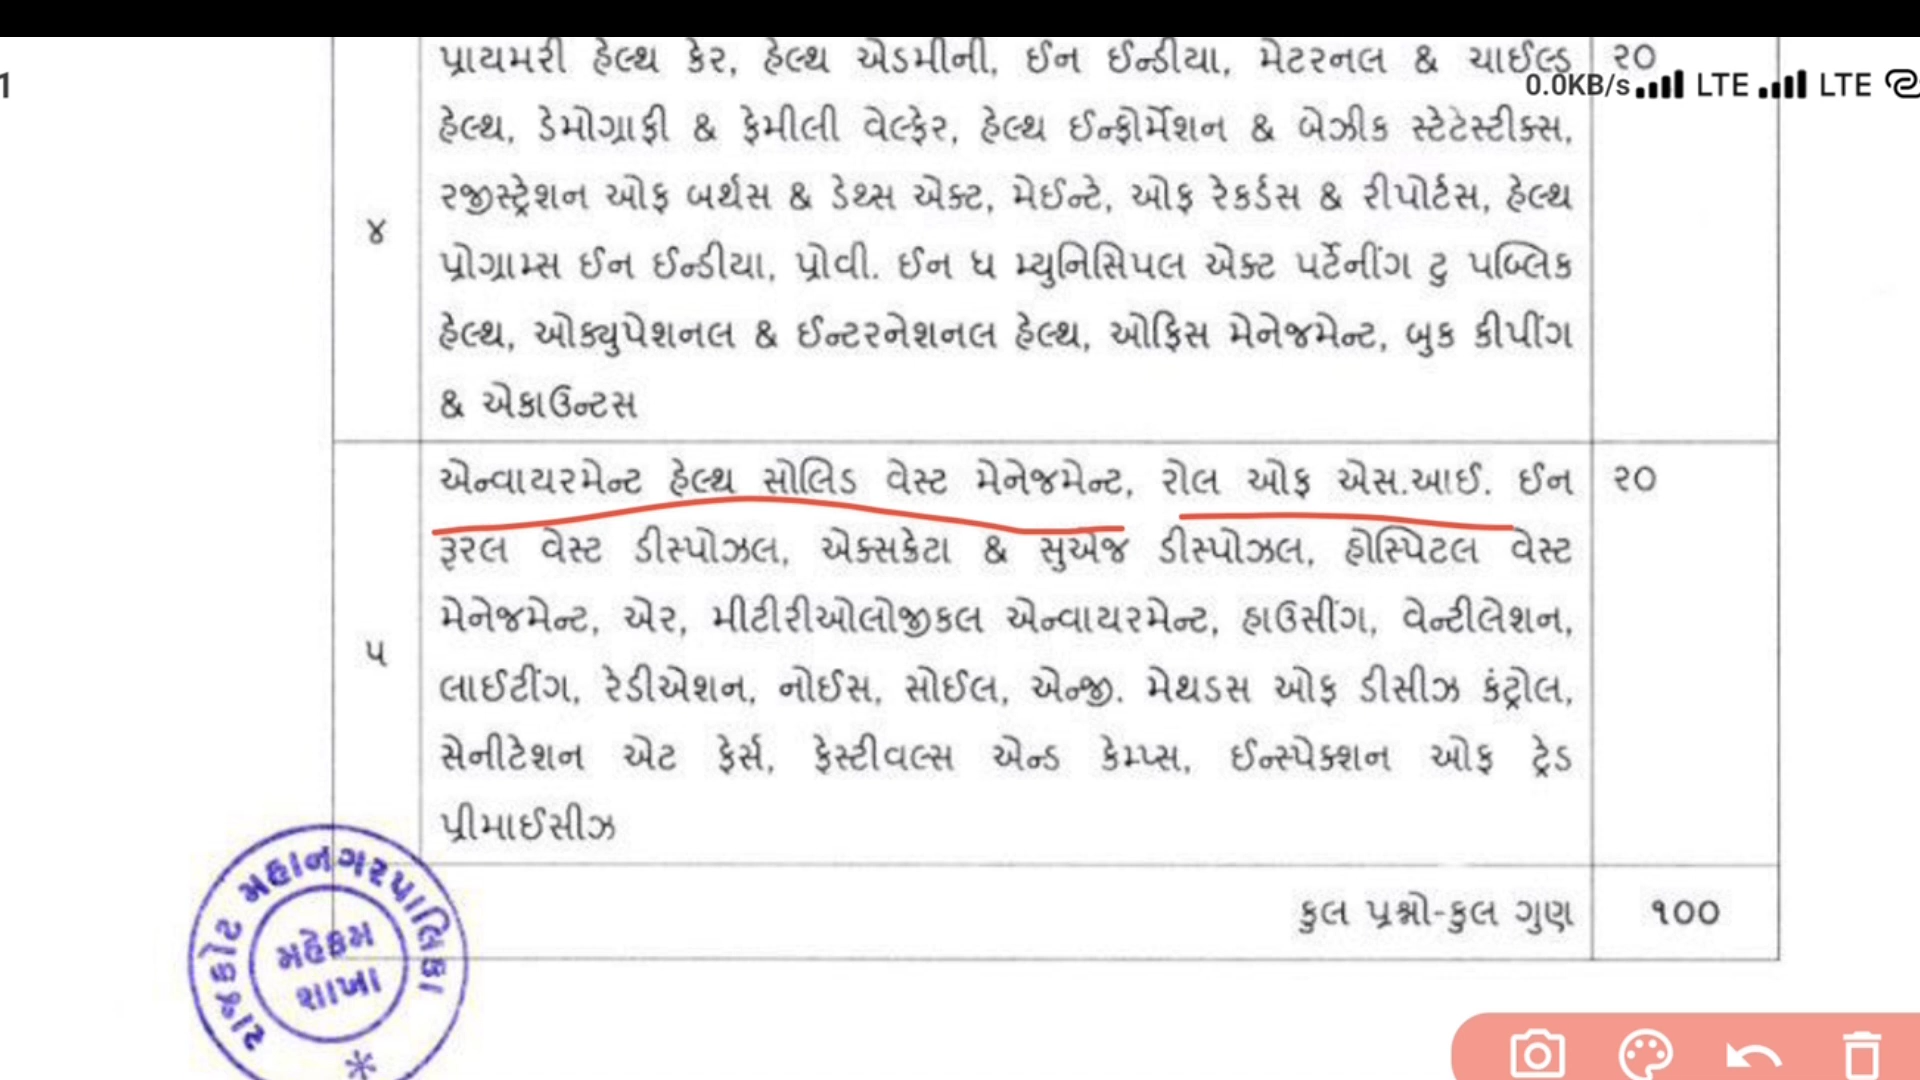 પ્રાયમરી હેલ્થ કેર, હેલ્થ એડમીની, ઈન ઈન્ડીયા, મેટરનલ & ચાઈલ્ડ ૨૦
1
0.0KB/s LTE LTE
હેલ્થ, ડેમોગ્રાફી & ફેમીલી વેલ્ફેર, હેલ્થ ઈન્ફોર્મેશન & બેઝીક સ્ટેટેસ્ટીક્સ,
રજીસ્ટ્રેશન ઓફ બર્થસ & ડેથ્સ એક્ટ, મેઈન્ટે, ઓફ રેકર્ડસ & રીપોર્ટસ, હેલ્થ
૪
પ્રોગ્રામ્સ ઈન ઈન્ડીયા, પ્રોવી. ઈન ધ મ્યુનિસિપલ એક્ટ પર્ટેનીંગ ટુ પબ્લિક
હેલ્થ, ઓક્યુપેશનલ & ઈન્ટરનેશનલ હેલ્થ, ઓફિસ મેનેજમેન્ટ, બુક કીપીંગ
& એકાઉન્ટસ
એન્વાયરમેન્ટ હેલ્થ સોલિડ વેસ્ટ મેનેજમેન્ટ, રોલ ઓફ એસ.આઈ. ઈન ૨૦
રૂરલ વેસ્ટ ડીસ્પોઝલ, એક્સક્રેટા & સુએજ ડીસ્પોઝલ, હોસ્પિટલ વેસ્ટ
મેનેજમેન્ટ, એર, મીટીરીઓલોજીકલ એન્વાયરમેન્ટ, હાઉસીંગ, વેન્ટીલેશન,
૫
લાઈટીંગ, રેડીએશન, નોઈસ, સોઈલ, એન્જી. મેથડસ ઓફ ડીસીઝ કંટ્રોલ,
સેનીટેશન એટ ફેર્સ, ફેસ્ટીવલ્સ એન્ડ કેમ્પ્સ, ઈન્સ્પેક્શન ઓફ ટ્રેડ
પ્રીમાઈસીઝ
કુલ પ્રશ્નો-કુલ ગુણ ૧૦૦
રાજકોટ મહાનગરપાલિકા
મહેકમ
શાખા